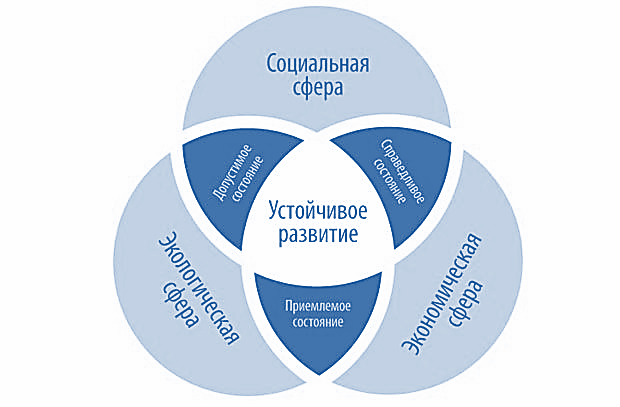 Социальная
сфера
Допустимое
состояние
Справедливое
состояние
Устойчивое
развитие
Экологическая
сфера
Экономическая
сфера
Приемлемое
состояние